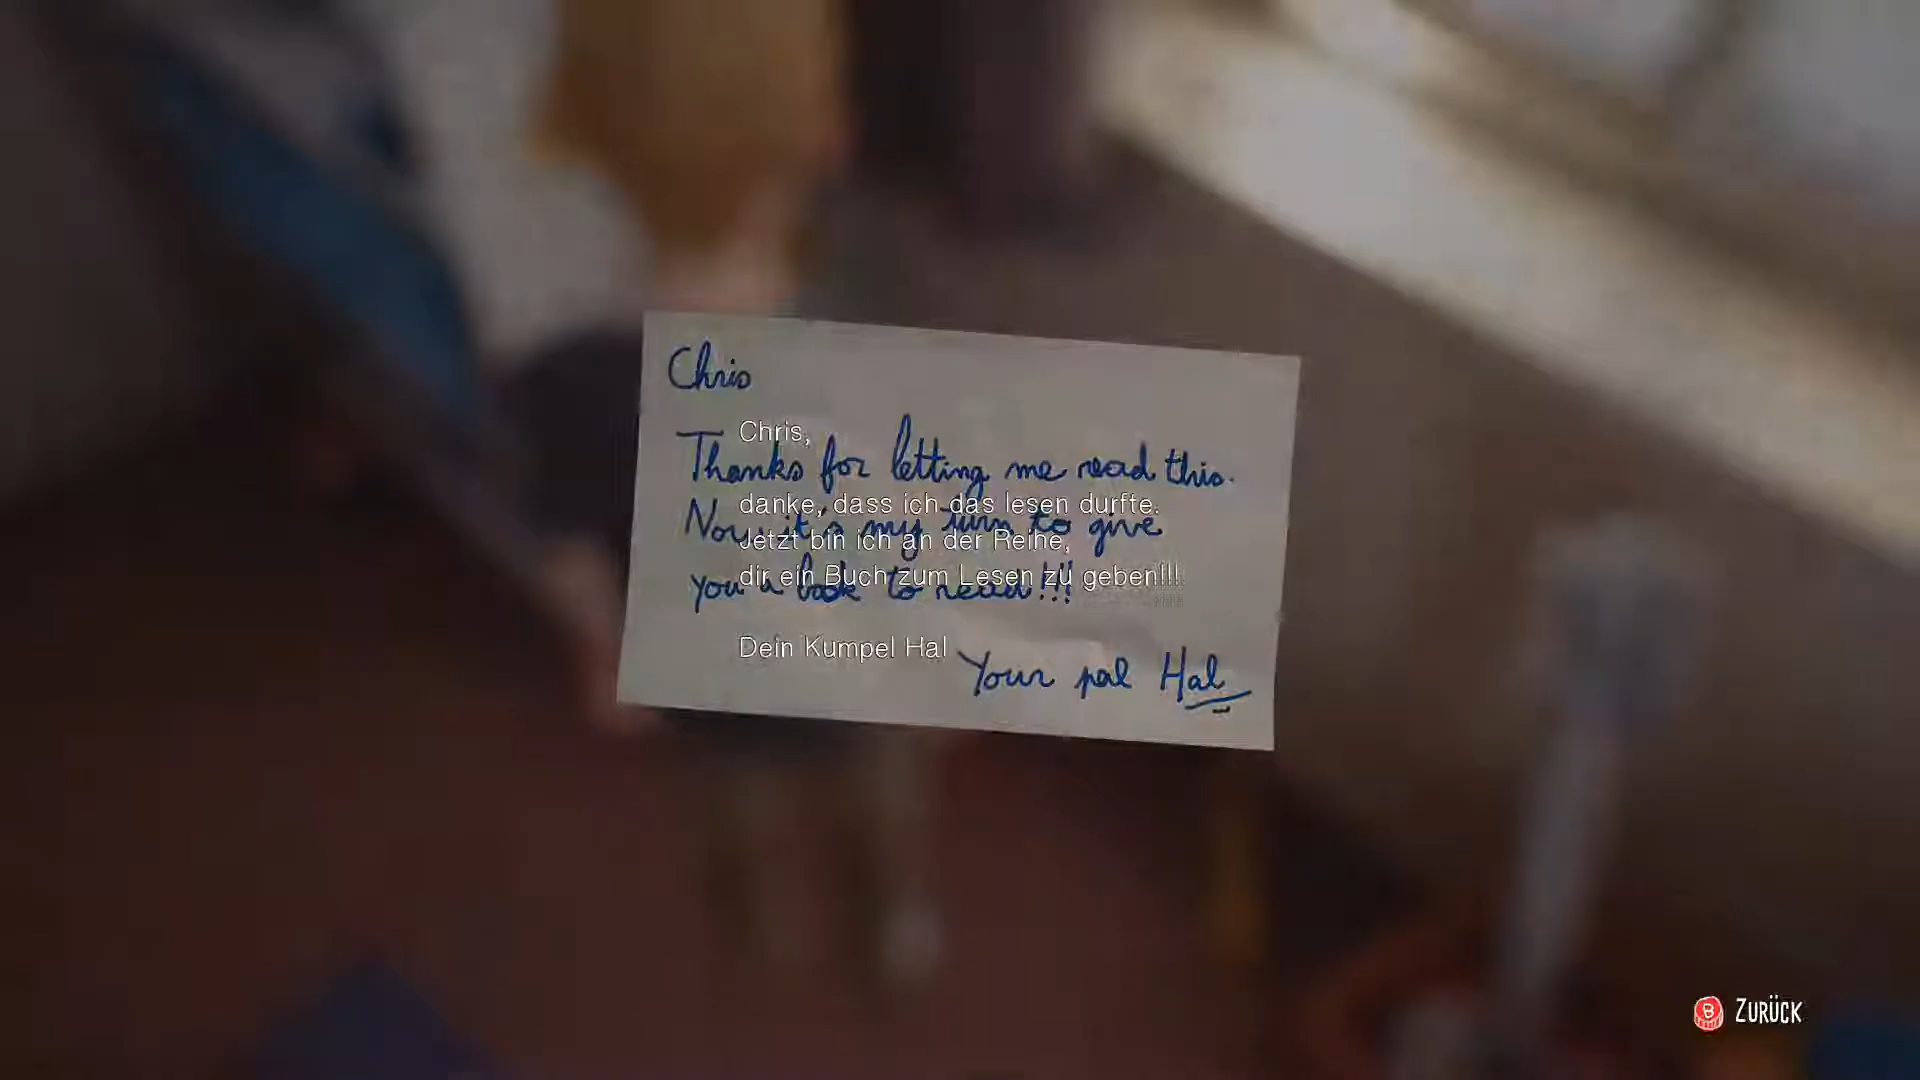 Chris
Thanks for letting me read this.
Now it's my turn to give
you a book to read!!!
Your pal Hal
Chris,
danke, dass ich das lesen durfte.
Jetzt bin ich an der Reihe,
dir ein Buch zum Lesen zu geben!!!
Dein Kumpel Hal
B ZURÜCK